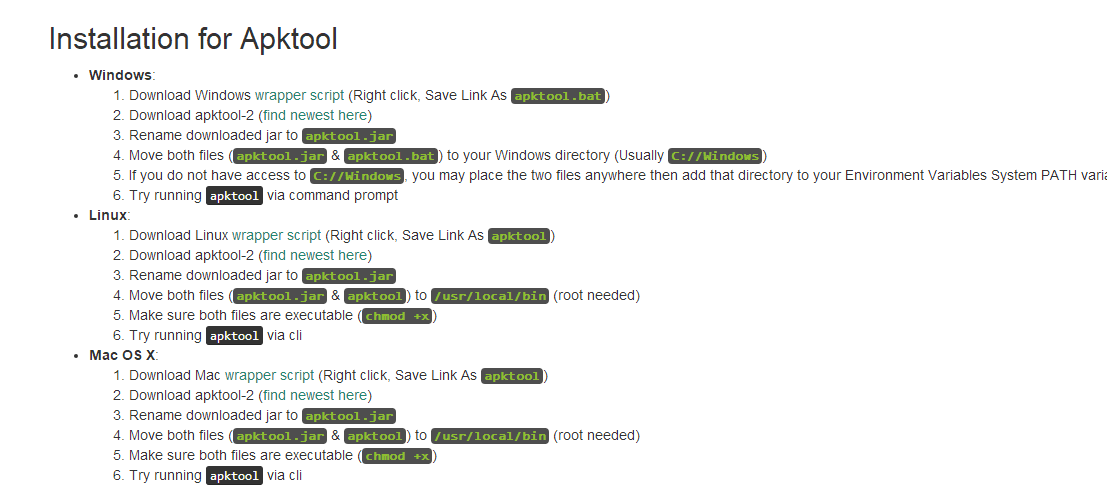 Installation for Apktool
• Windows:
1. Download Windows wrapper script (Right click, Save Link As apktool.bat)
2. Download apktool-2 (find newest here)
3. Rename downloaded jar to apktool.jar
4. Move both files (apktool.jar & apktool.bat) to your Windows directory (Usually C://Windows)
5. If you do not have access to C://Windows, you may place the two files anywhere then add that directory to your Environment Variables System PATH
6. Try running apktool via command prompt
• Linux:
1. Download Linux wrapper script (Right click, Save Link As apktool)
2. Download apktool-2 (find newest here)
3. Rename downloaded jar to apktool.jar
4. Move both files (apktool.jar & apktool) to /usr/local/bin (root needed)
5. Make sure both files are executable (chmod +x)
6. Try running apktool via cli
• Mac OS X:
1. Download Mac wrapper script (Right click, Save Link As apktool)
2. Download apktool-2 (find newest here)
3. Rename downloaded jar to apktool.jar
4. Move both files (apktool.jar & apktool) to /usr/local/bin (root needed)
5. Make sure both files are executable (chmod +x)
6. Try running apktool via cli